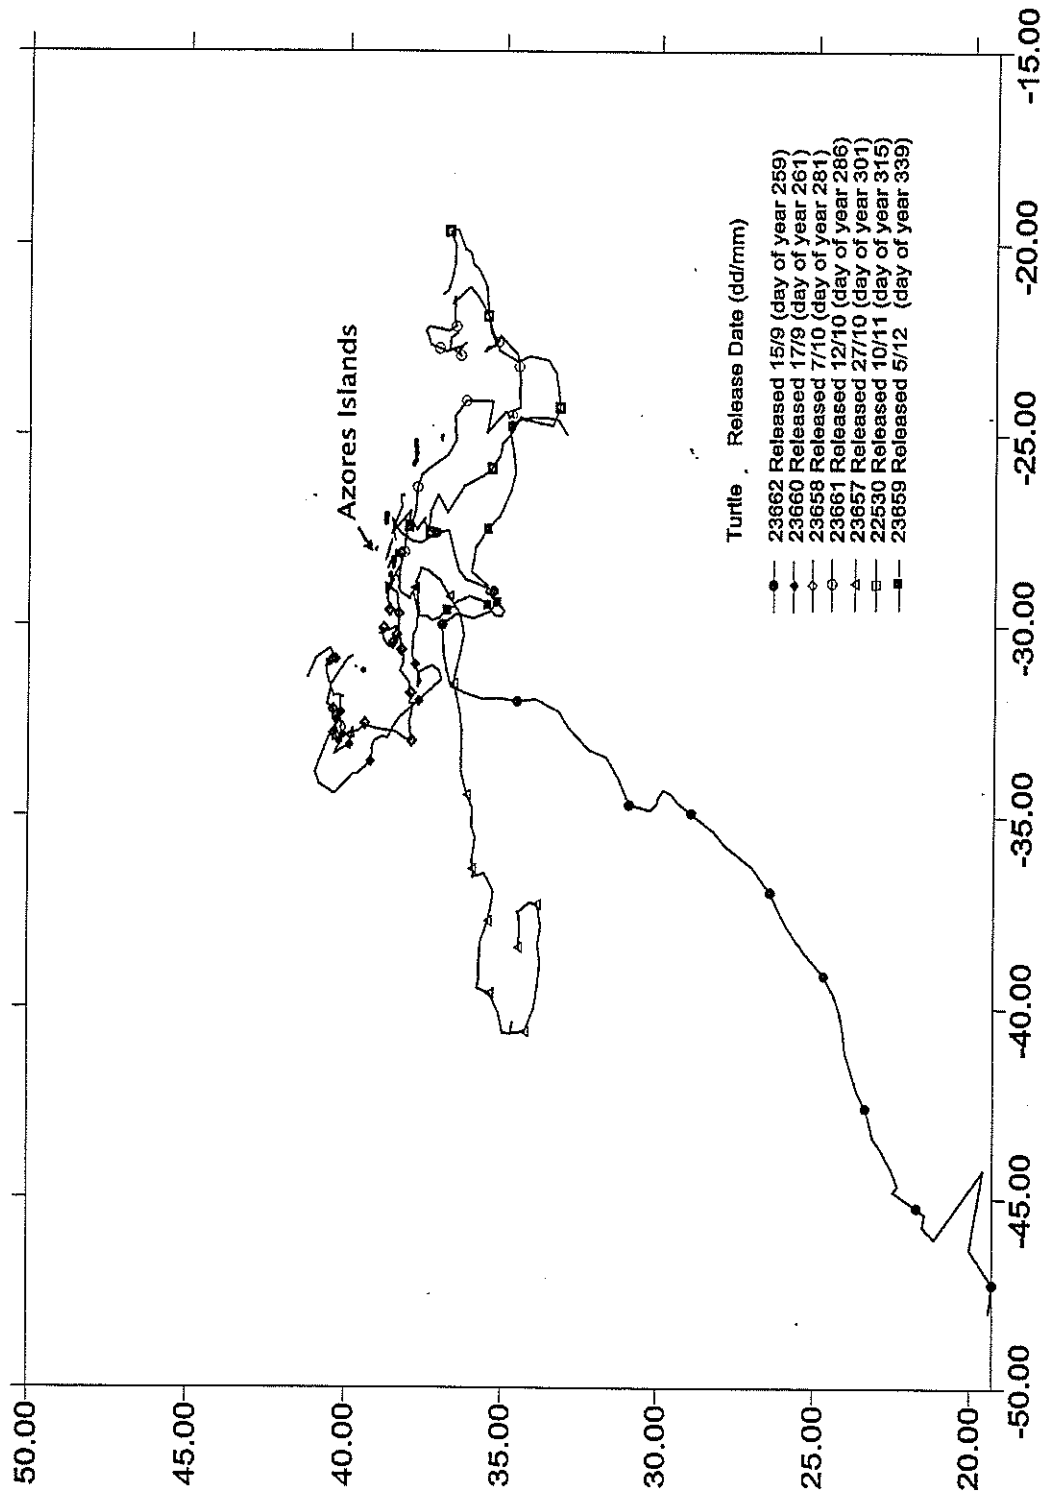 50.00
45.00
40.00
35.00
30.00
25.00
20.00
-50.00
-45.00
-40.00
-35.00
-30.00
-25.00
-20.00
-15.00
Azores Islands
Turtle Release Date (dd/mm)
23662 Released 15/9 (day of year 259)
23660 Released 17/9 (day of year 261)
23658 Released 7/10 (day of year 281)
23661 Released 12/10 (day of year 286)
23657 Released 27/10 (day of year 301)
22530 Released 10/11 (day of year 315)
23659 Released 5/12 (day of year 339)